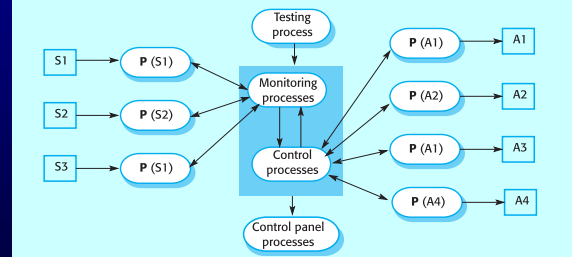 Testing
process
S1
P (S1)
S2
P (S2)
S3
P (S1)
Monitoring
processes
Control
processes
Control panel
processes
P (A1)
A1
P (A2)
A2
P (A1)
A3
P (A4)
A4